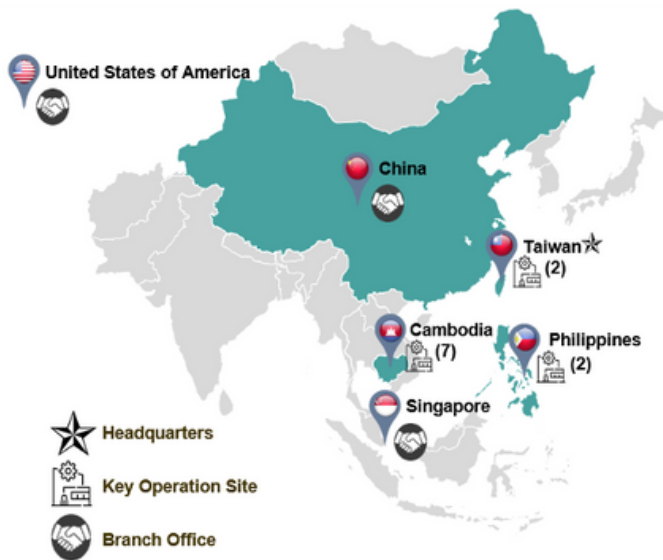 United States of America
China
Taiwan
(2)
Cambodia
(7)
Philippines
(2)
Singapore
Headquarters
Key Operation Site
Branch Office